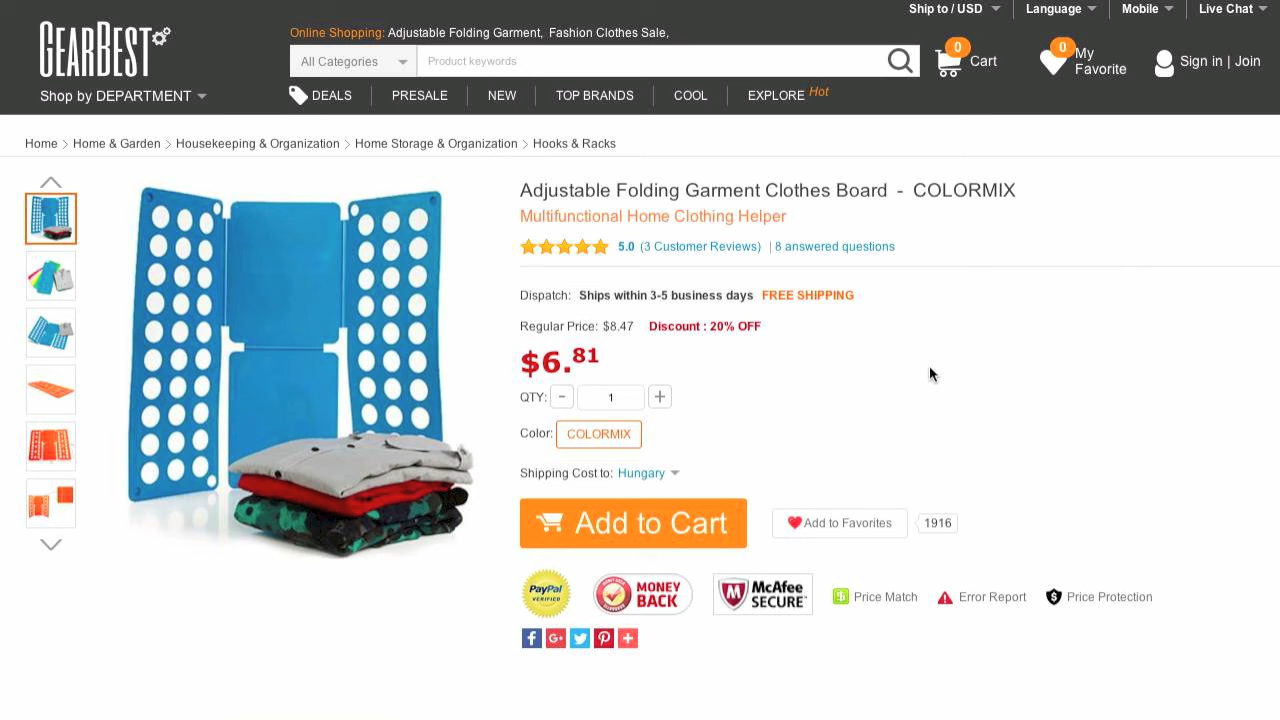 Ship to / USD Language Mobile Live Chat
GEARBEST
Online Shopping: Adjustable Folding Garment, Fashion Clothes Sale,
All Categories Product keywords
0 Cart 0 My Favorite Sign in | Join
Shop by DEPARTMENT DEALS PRESALE NEW TOP BRANDS COOL EXPLORE Hot
Home > Home & Garden > Housekeeping & Organization > Home Storage & Organization > Hooks & Racks
Adjustable Folding Garment Clothes Board - COLORMIX
Multifunctional Home Clothing Helper
5.0 (3 Customer Reviews) | 8 answered questions
Dispatch: Ships within 3-5 business days FREE SHIPPING
Regular Price: $8.47 Discount : 20% OFF
$6.81
QTY: - 1 +
Color: COLORMIX
Shipping Cost to: Hungary
Add to Cart Add to Favorites 1916
PayPal VERIFIED MONEY BACK McAfee SECURE Price Match Error Report Price Protection